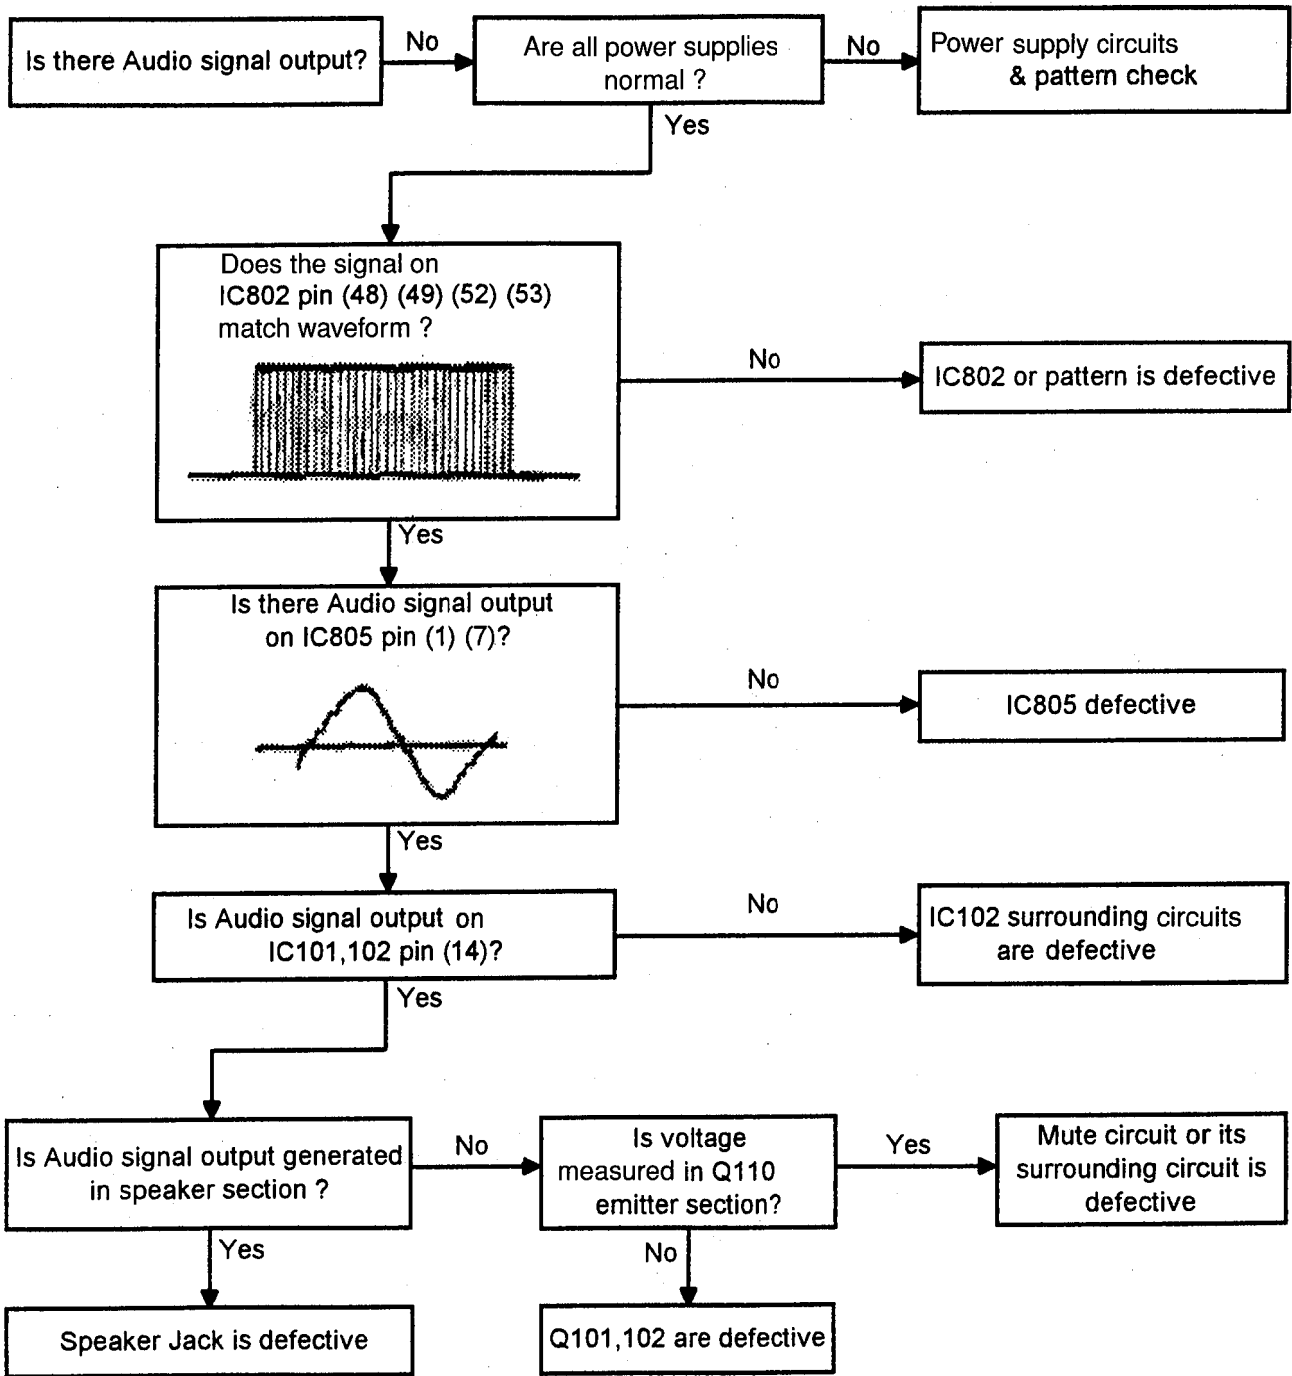 Is there Audio signal output?
No
Are all power supplies
normal ?
No
Power supply circuits
& pattern check
Yes
Does the signal on
IC802 pin (48) (49) (52) (53)
match waveform ?
No
IC802 or pattern is defective
Yes
Is there Audio signal output
on IC805 pin (1) (7)?
No
IC805 defective
Yes
Is Audio signal output on
IC101,102 pin (14)?
No
IC102 surrounding circuits
are defective
Yes
Is Audio signal output generated
in speaker section ?
No
Is voltage
measured in Q110
emitter section?
Yes
Mute circuit or its
surrounding circuit is
defective
Yes
No
Speaker Jack is defective
Q101,102 are defective